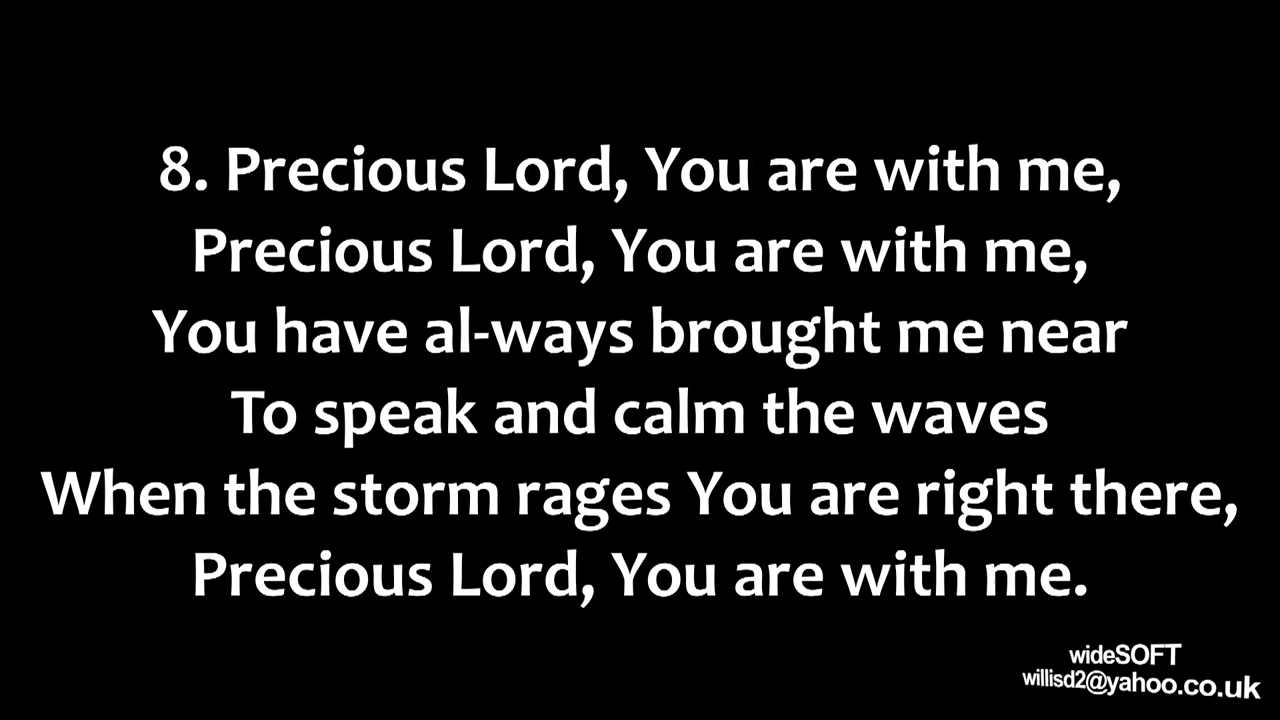 8. Precious Lord, You are with me,
Precious Lord, You are with me,
You have al-ways brought me near
To speak and calm the waves
When the storm rages You are right there,
Precious Lord, You are with me.
wideSOFT
willisd2@yahoo.co.uk